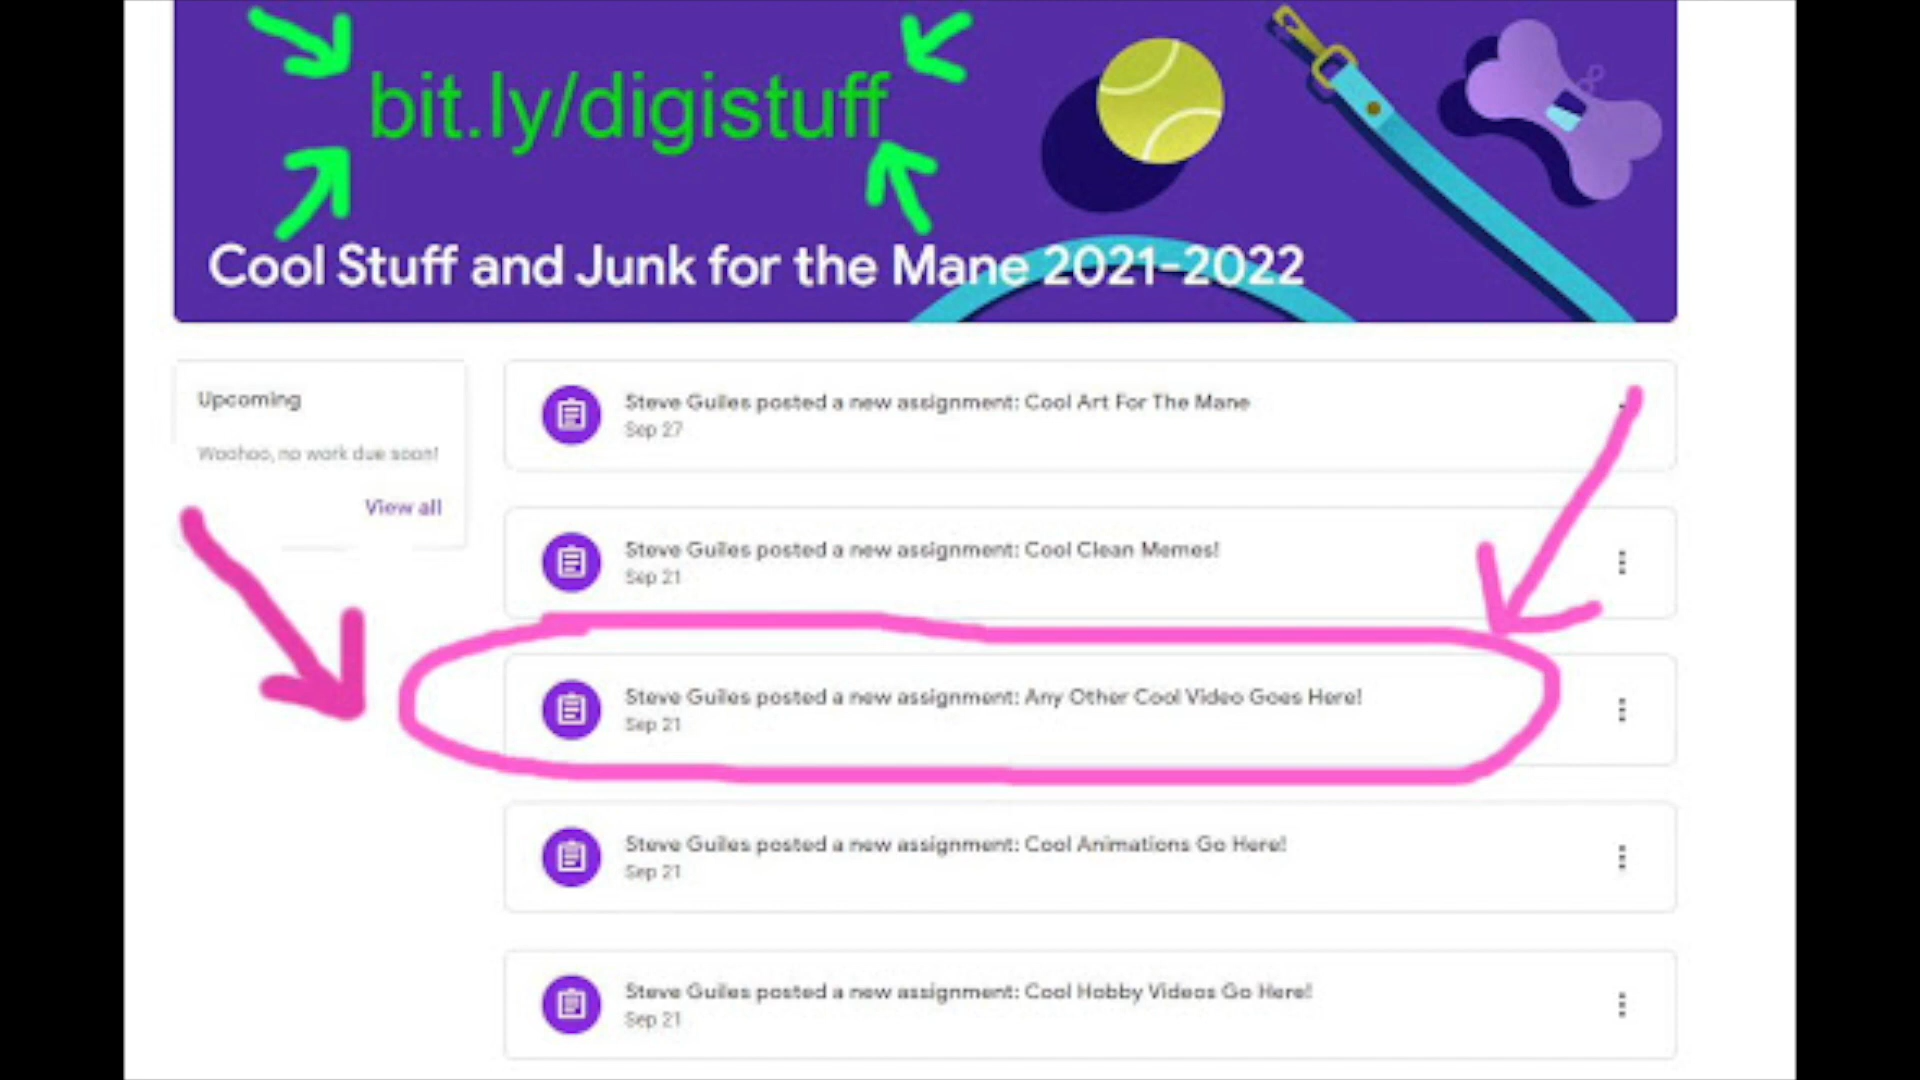 bit.ly/digistuff
Cool Stuff and Junk for the Mane 2021-2022
Upcoming
Woohoo, no work due soon!
View all
Steve Guiles posted a new assignment: Cool Art For The Mane
Sep 27
Steve Guiles posted a new assignment: Cool Clean Memes!
Sep 21
Steve Guiles posted a new assignment: Any Other Cool Video Goes Here!
Sep 21
Steve Guiles posted a new assignment: Cool Animations Go Here!
Sep 21
Steve Guiles posted a new assignment: Cool Hobby Videos Go Here!
Sep 21